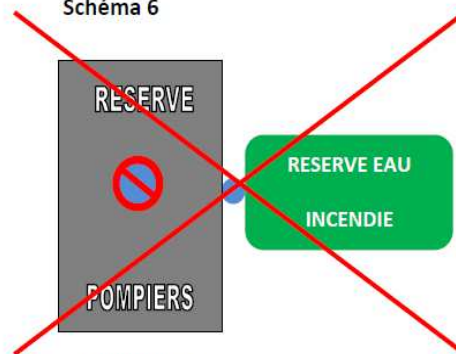 Schéma 6
RESERVE
POMPIERS
RESERVE EAU
INCENDIE